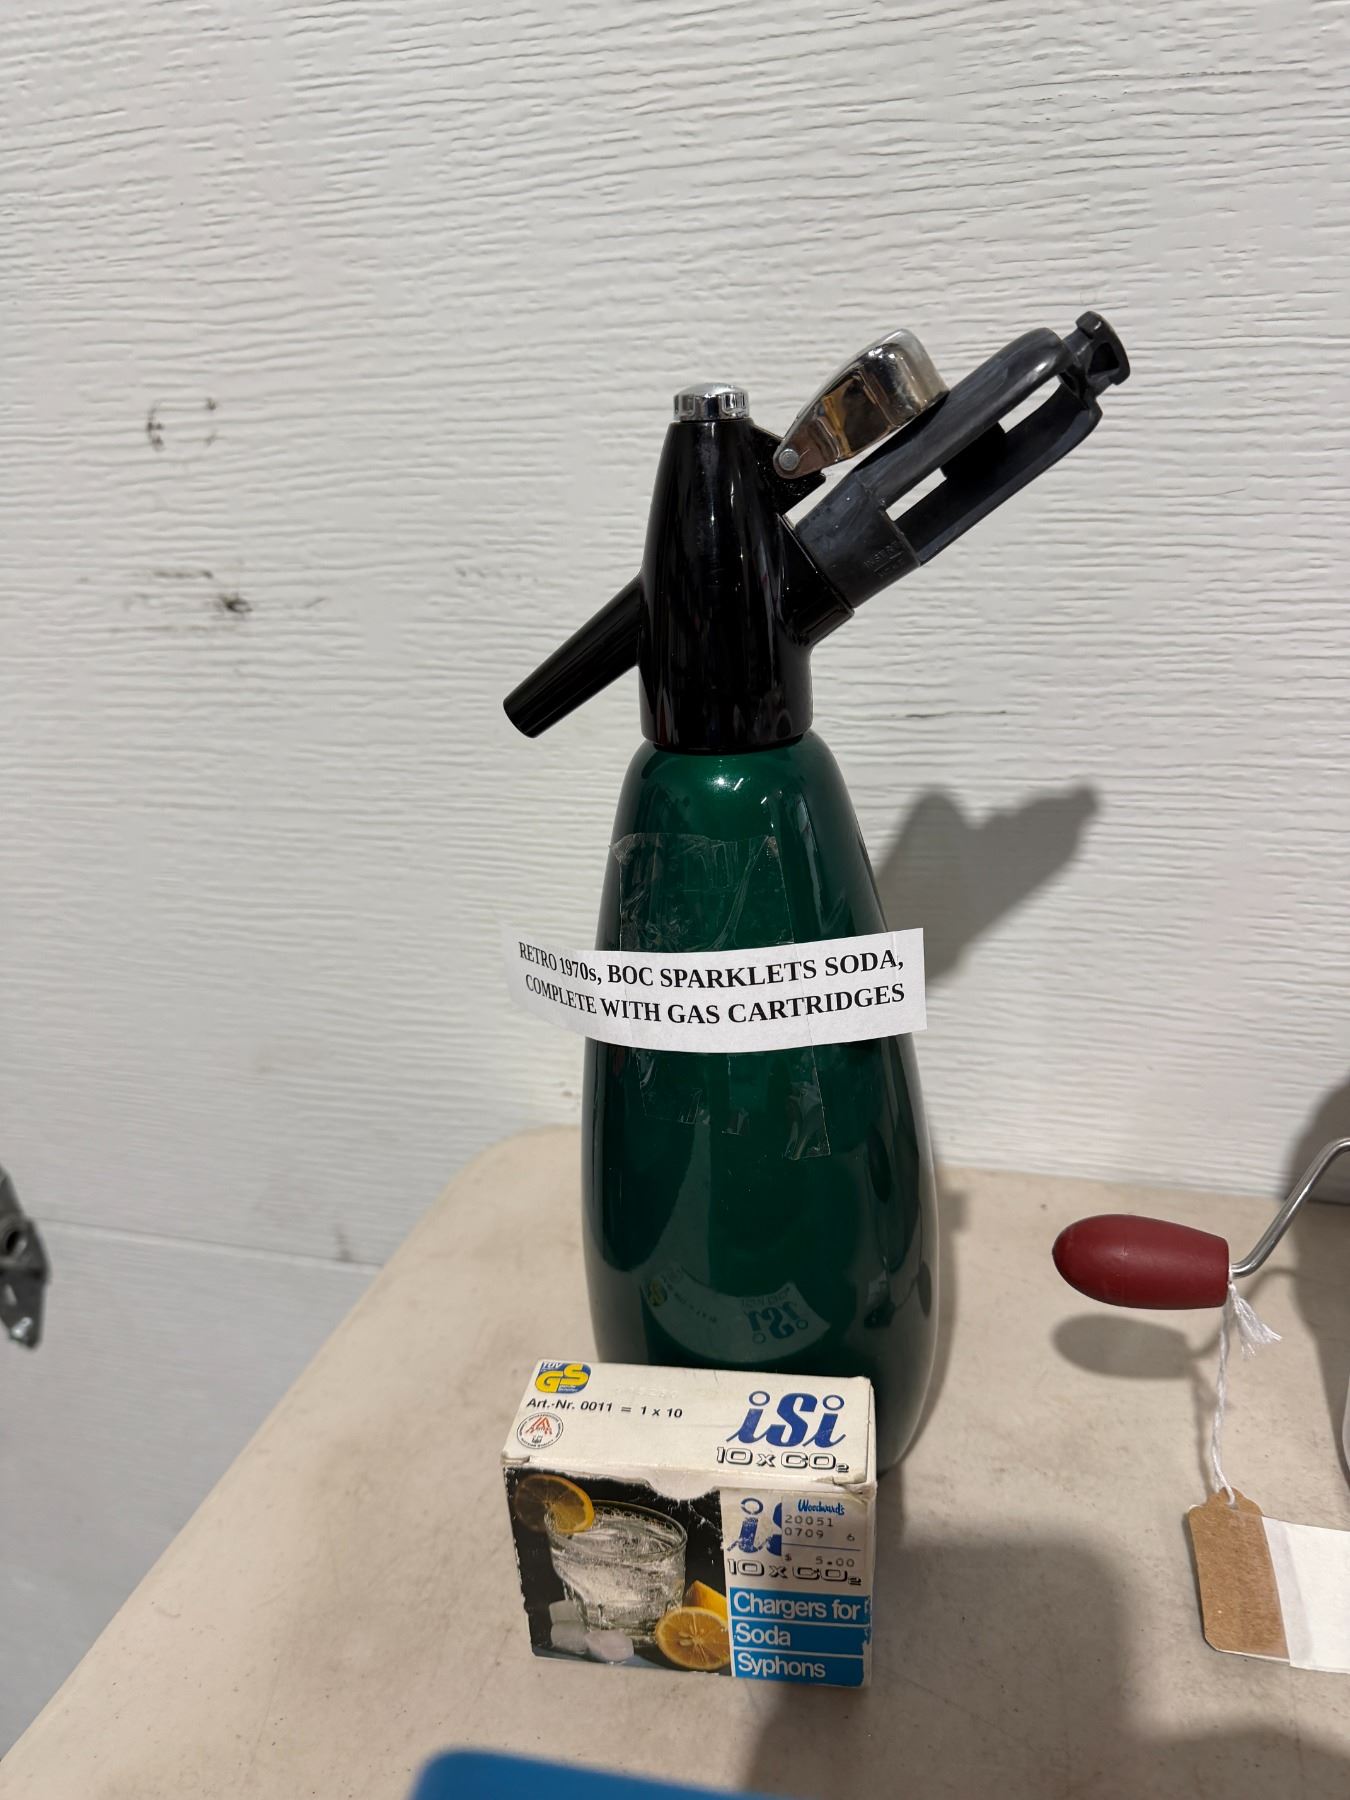 RETRO 1970s, BOC SPARKLETS SODA,
COMPLETE WITH GAS CARTRIDGES
TÜV
GS
Art.-Nr. 0011 = 1 x 10
iSi
10 x CO₂
Woodward's
20051
0709 6
$ 5.00
10 x CO₂
Chargers for
Soda
Syphons